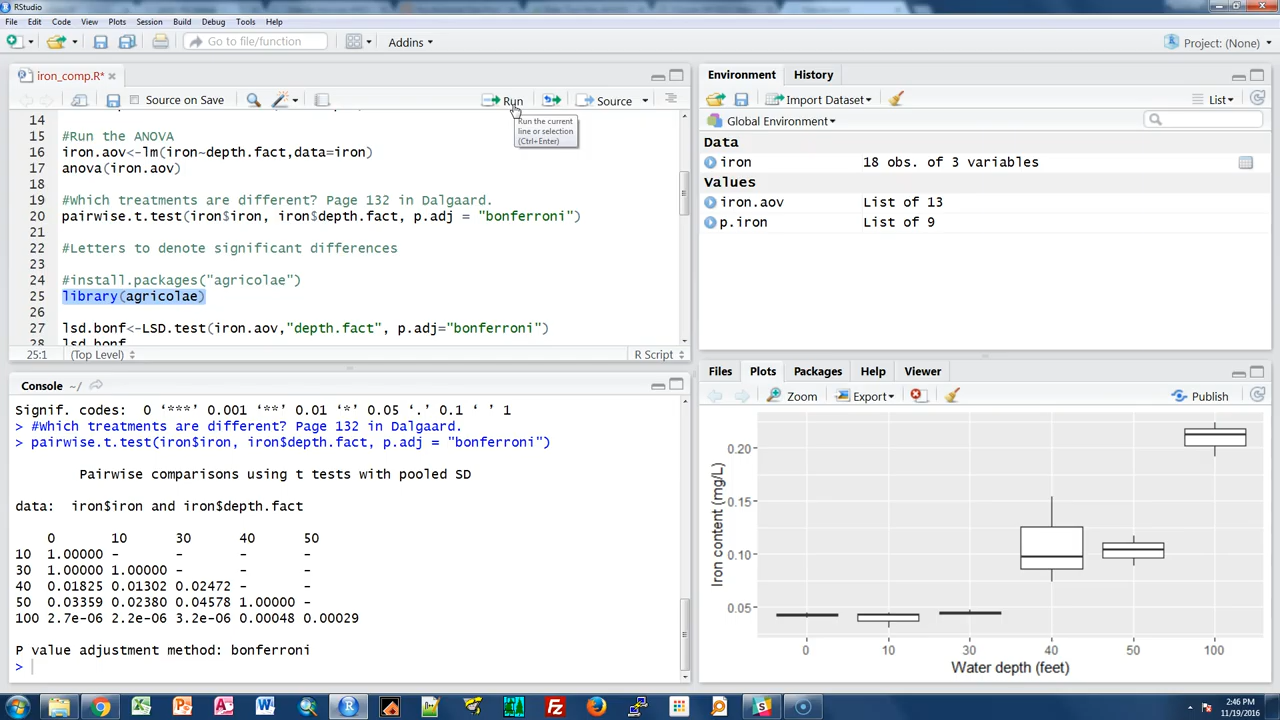 RStudio
File Edit Code View Plots Session Build Debug Tools Help
Go to file/function
Addins
Project: (None)
iron_comp.R*
Source on Save
Run
Source
Run the current
line or selection
(Ctrl+Enter)
14
15 #Run the ANOVA
16 iron.aov<-lm(iron~depth.fact,data=iron)
17 anova(iron.aov)
18
19 #Which treatments are different? Page 132 in Dalgaard.
20 pairwise.t.test(iron$iron, iron$depth.fact, p.adj = "bonferroni")
21
22 #Letters to denote significant differences
23
24 #install.packages("agricolae")
25 library(agricolae)
26
27 lsd.bonf<-LSD.test(iron.aov,"depth.fact", p.adj="bonferroni")
28 lsd.bonf
25:1 (Top Level) R Script
Console ~/
Signif. codes:  0 ‘***’ 0.001 ‘**’ 0.01 ‘*’ 0.05 ‘.’ 0.1 ‘ ’ 1
> #Which treatments are different? Page 132 in Dalgaard.
> pairwise.t.test(iron$iron, iron$depth.fact, p.adj = "bonferroni")
Pairwise comparisons using t tests with pooled SD
data:  iron$iron and iron$depth.fact
0 10 30 40 50
10 1.00000 - - - -
30 1.00000 1.00000 - - -
40 0.01825 0.01302 0.02472 - -
50 0.03359 0.02380 0.04578 1.00000 -
100 2.7e-06 2.2e-06 3.2e-06 0.00048 0.00029
P value adjustment method: bonferroni
>
Environment History
Import Dataset
List
Global Environment
Data
iron 18 obs. of 3 variables
Values
iron.aov List of 13
p.iron List of 9
Files Plots Packages Help Viewer
Zoom Export Publish
Iron content (mg/L)
0.20
0.15
0.10
0.05
0 10 30 40 50 100
Water depth (feet)
2:46 PM
11/19/2016